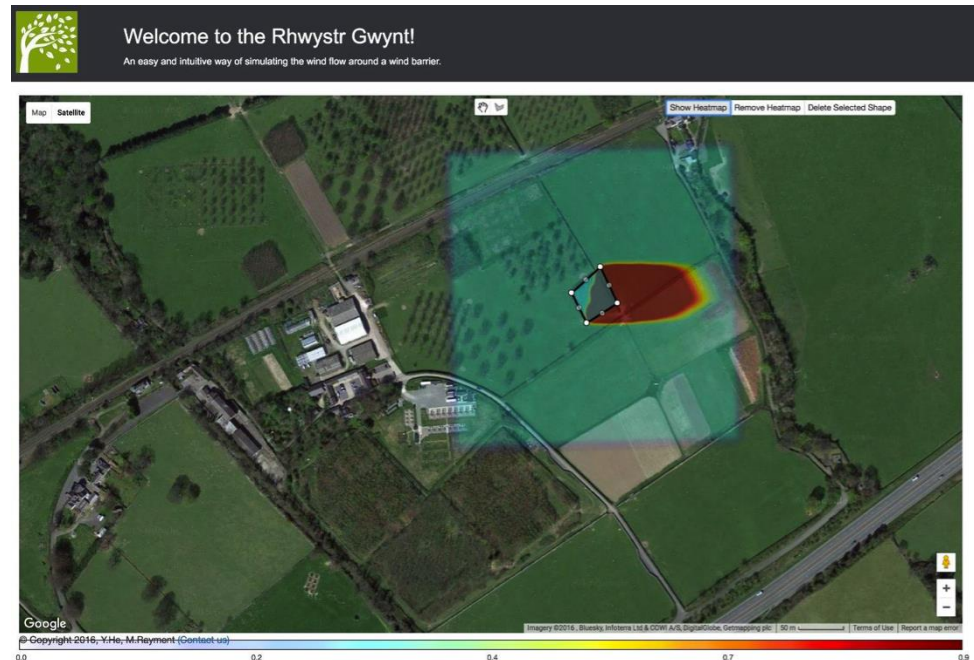 Welcome to the Rhwystr Gwynt!
An easy and intuitive way of simulating the wind flow around a wind barrier.
Map Satellite
Show Heatmap Remove Heatmap Delete Selected Shape
Google
Imagery ©2016 , Bluesky, Infoterra Ltd & COWI A/S, DigitalGlobe, Getmapping plc 50 m Terms of Use Report a map error
© Copyright 2016, Y.He, M.Rayment (Contact us)
0.0 0.2 0.4 0.7 0.9